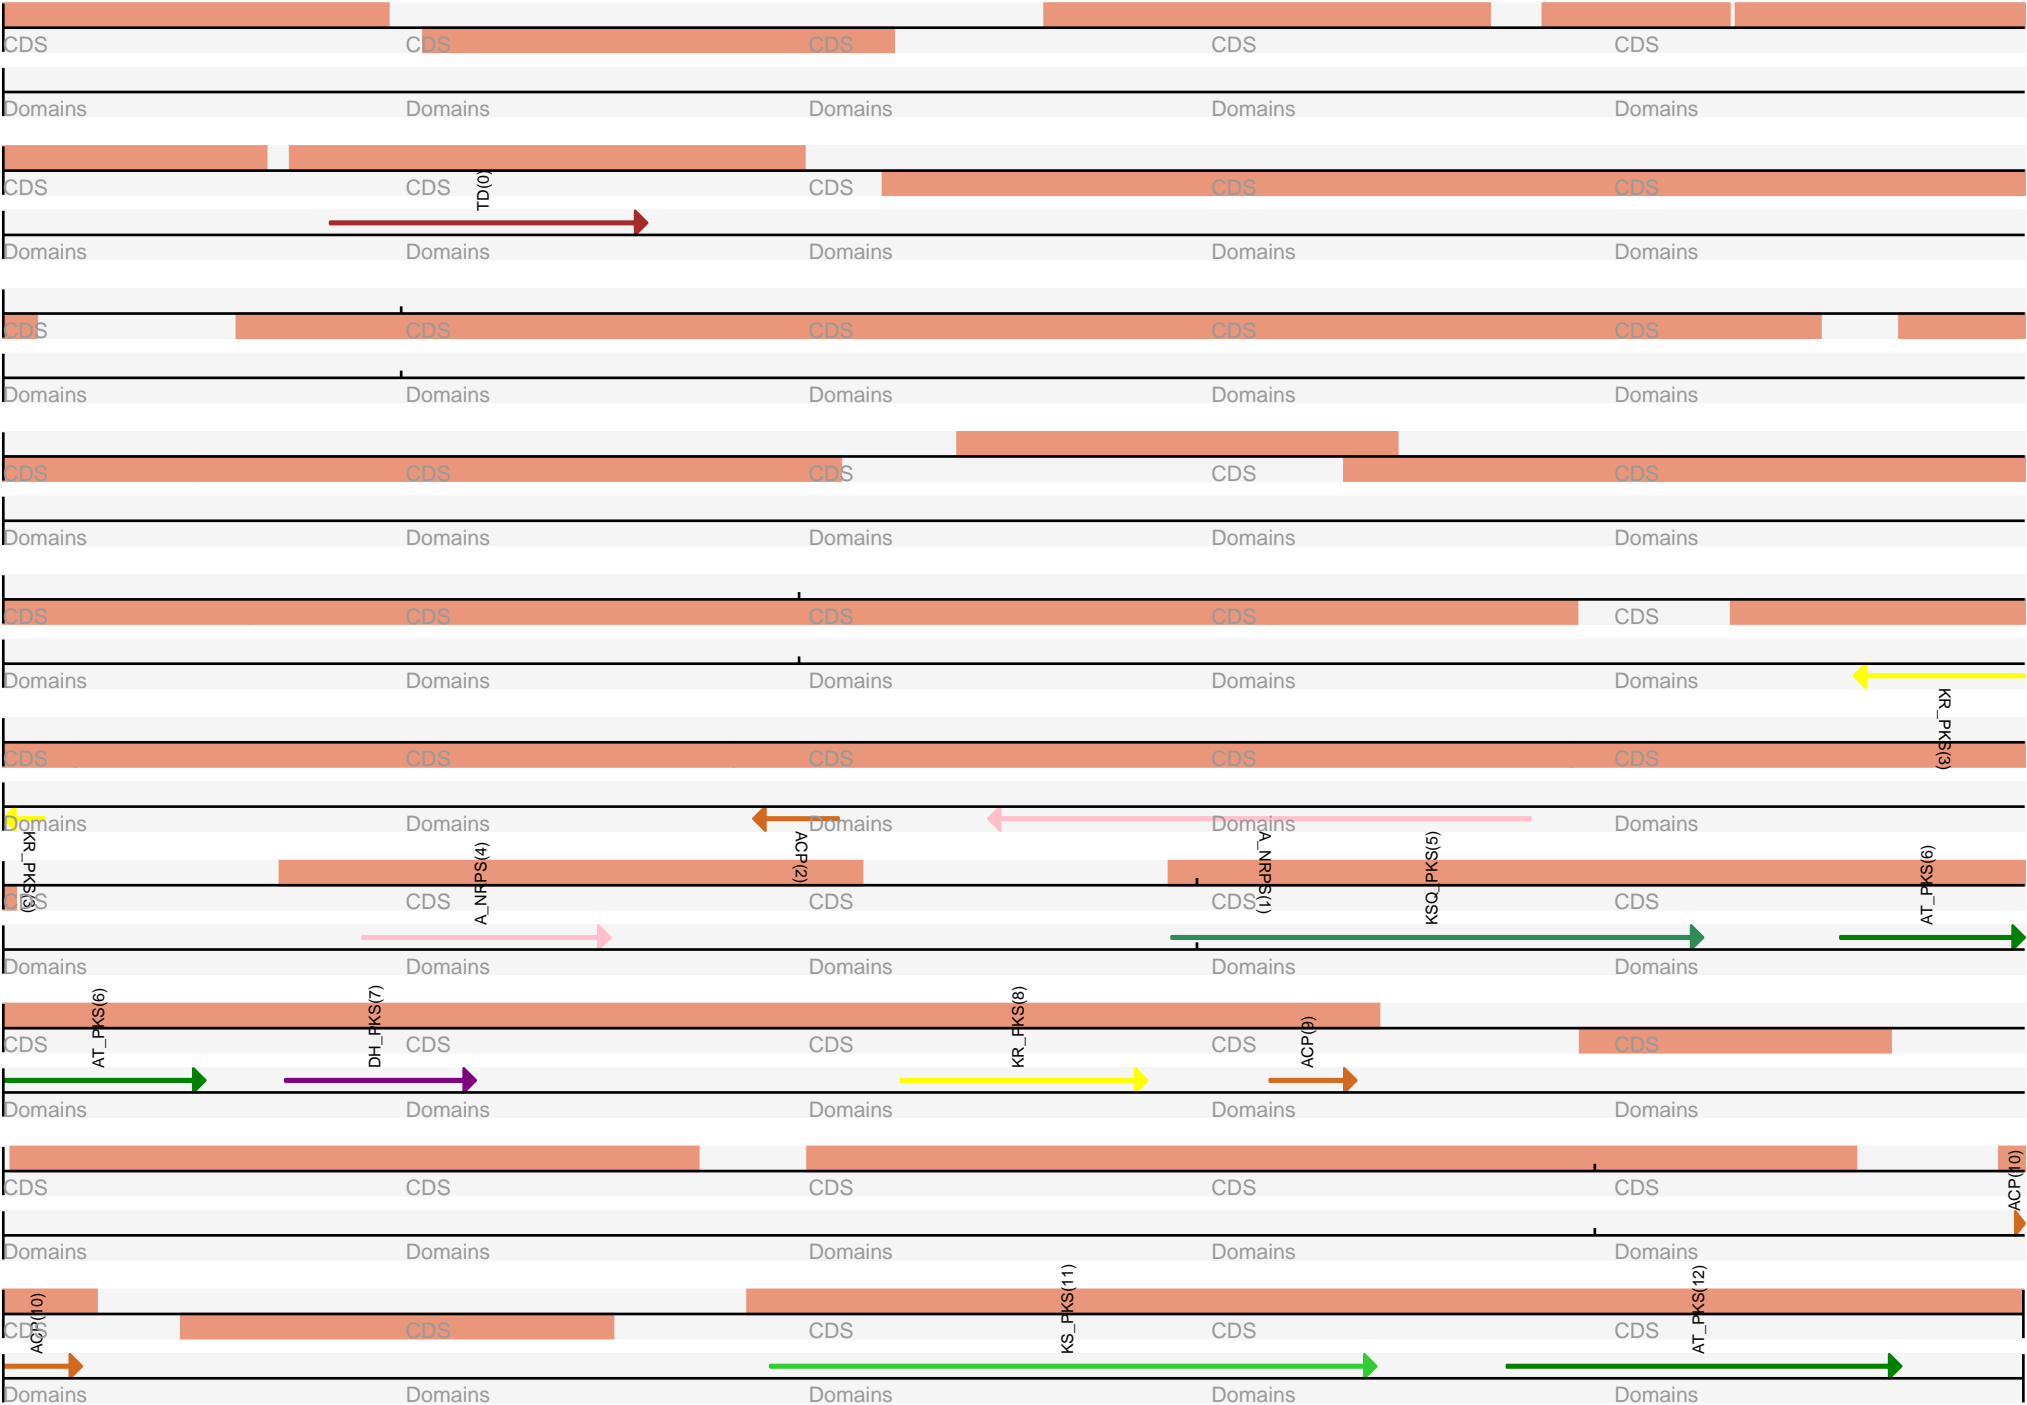 CDS CDS CDS CDS CDS
Domains Domains Domains Domains Domains
CDS CDS CDS CDS CDS
TD(0)
Domains Domains Domains Domains Domains
CDS CDS CDS CDS CDS
Domains Domains Domains Domains Domains
CDS CDS CDS CDS CDS
Domains Domains Domains Domains Domains
CDS CDS CDS CDS CDS
Domains Domains Domains Domains Domains
KR_PKS(3)
CDS CDS CDS CDS CDS
Domains Domains Domains Domains Domains
KR_PKS(3) A_NRPS(4) ACP(2) A_NRPS(1) KSQ_PKS(5) AT_PKS(6)
CDS CDS CDS CDS CDS
Domains Domains Domains Domains Domains
AT_PKS(6) DH_PKS(7) KR_PKS(8) ACP(9)
CDS CDS CDS CDS CDS
Domains Domains Domains Domains Domains
CDS CDS CDS CDS CDS
ACP(10)
Domains Domains Domains Domains Domains
ACP(10) KS_PKS(11) AT_PKS(12)
CDS CDS CDS CDS CDS
Domains Domains Domains Domains Domains